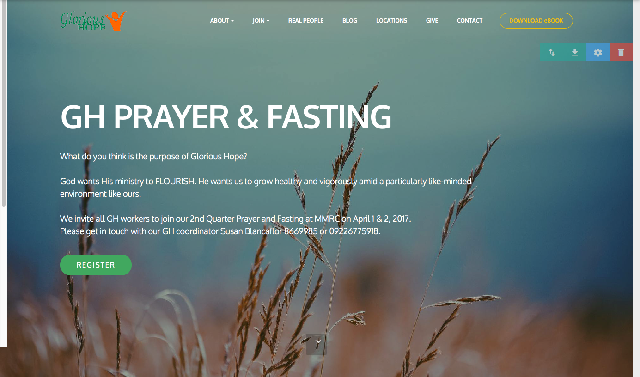 Glorious
HOPE
ABOUT JOIN REAL PEOPLE BLOG LOCATIONS GIVE CONTACT DOWNLOAD eBOOK
GH PRAYER & FASTING
What do you think is the purpose of Glorious Hope?
God wants His ministry to FLOURISH. He wants us to grow healthy and vigorously amid a particularly like-minded
environment like ours.
We invite all GH workers to join our 2nd Quarter Prayer and Fasting at MMRC on April 1 & 2, 2017.
Please get in touch with our GH coordinator Susan Blancaflor 8669985 or 09226775918.
REGISTER